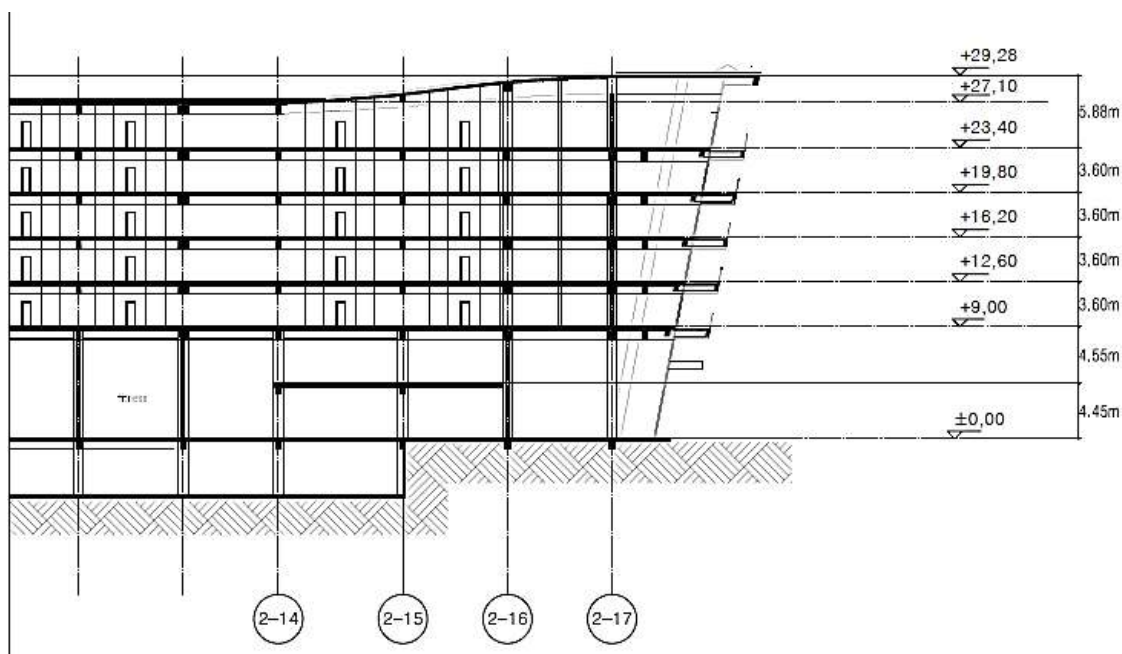 +29,28
+27,10
5.88m
+23,40
3.60m
+19,80
3.60m
+16,20
3.60m
+12,60
3.60m
+9,00
4.55m
4.45m
±0,00
2-14
2-15
2-16
2-17